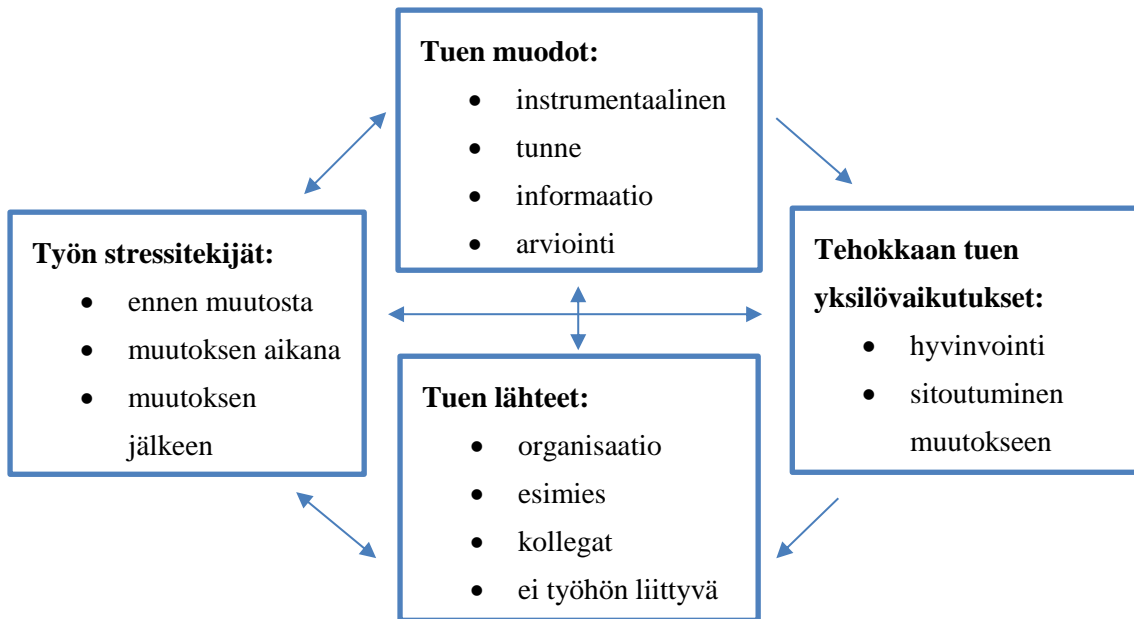 Tuen muodot:
• instrumentaalinen
• tunne
• informaatio
• arviointi
Työn stressitekijät:
• ennen muutosta
• muutoksen aikana
• muutoksen
jälkeen
Tehokkaan tuen
yksilövaikutukset:
• hyvinvointi
• sitoutuminen
muutokseen
Tuen lähteet:
• organisaatio
• esimies
• kollegat
• ei työhön liittyvä